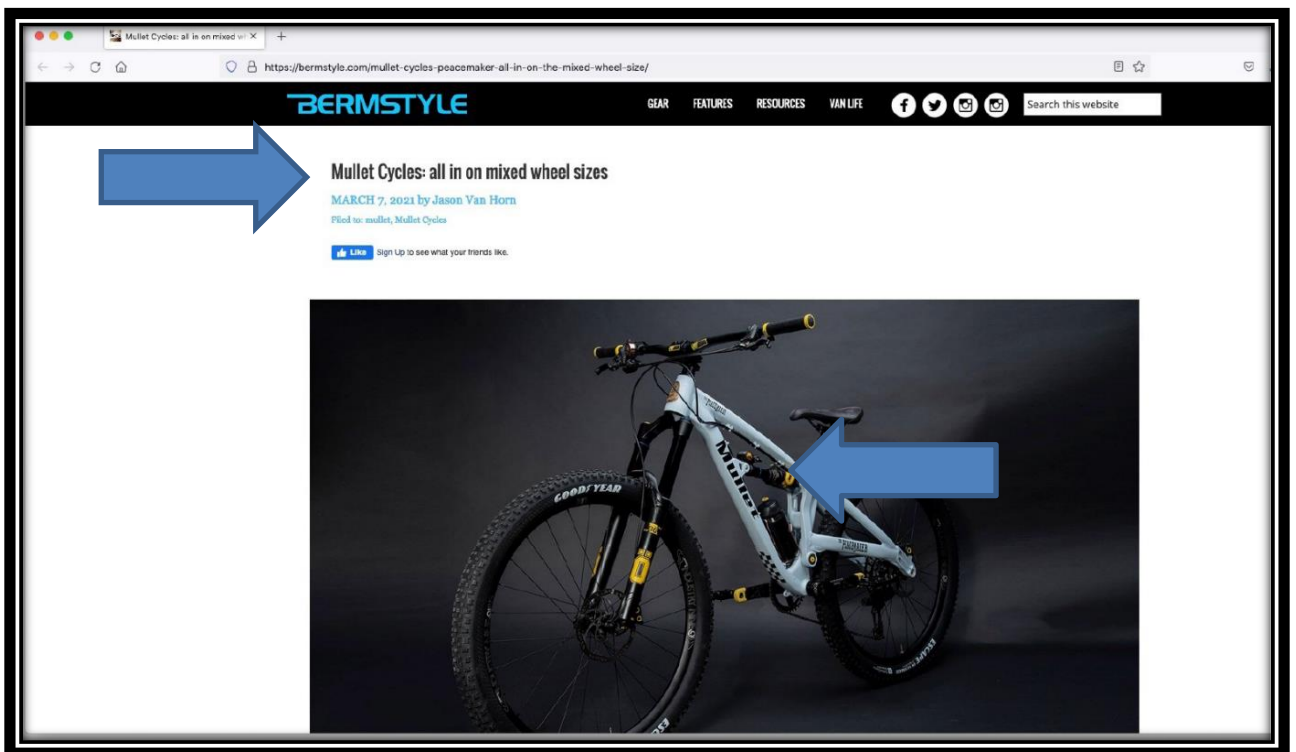 Mullet Cycles: all in on mixed wh
https://bermstyle.com/mullet-cycles-peacemaker-all-in-on-the-mixed-wheel-size/
BERMSTYLE GEAR FEATURES RESOURCES VAN LIFE Search this website
Mullet Cycles: all in on mixed wheel sizes
MARCH 7, 2021 by Jason Van Horn
Filed to: mullet, Mullet Cycles
Like Sign Up to see what your friends like.
MULLET
GOODYEAR
PEACEMAKER
ESCAPE